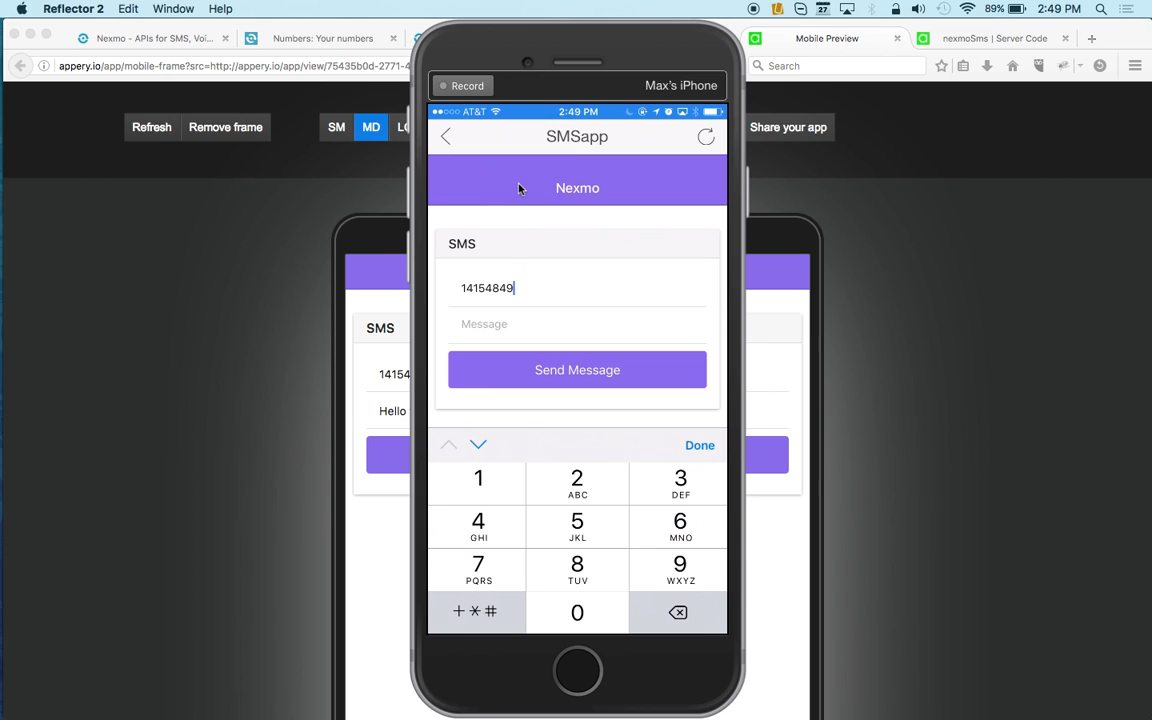 Reflector 2 Edit Window Help 27 89% 2:49 PM
Nexmo - APIs for SMS, Voi... Numbers: Your numbers Mobile Preview nexmoSms | Server Code
appery.io/app/mobile-frame?src=http://appery.io/app/view/75435b0d-2771-4 Search
Refresh Remove frame SM MD Share your app
Record Max's iPhone
AT&T 2:49 PM
SMSapp
Nexmo
SMS
14154849
Message
Send Message
SMS
14154
Hello
Done
1 2 ABC 3 DEF
4 GHI 5 JKL 6 MNO
7 PQRS 8 TUV 9 WXYZ
+*# 0